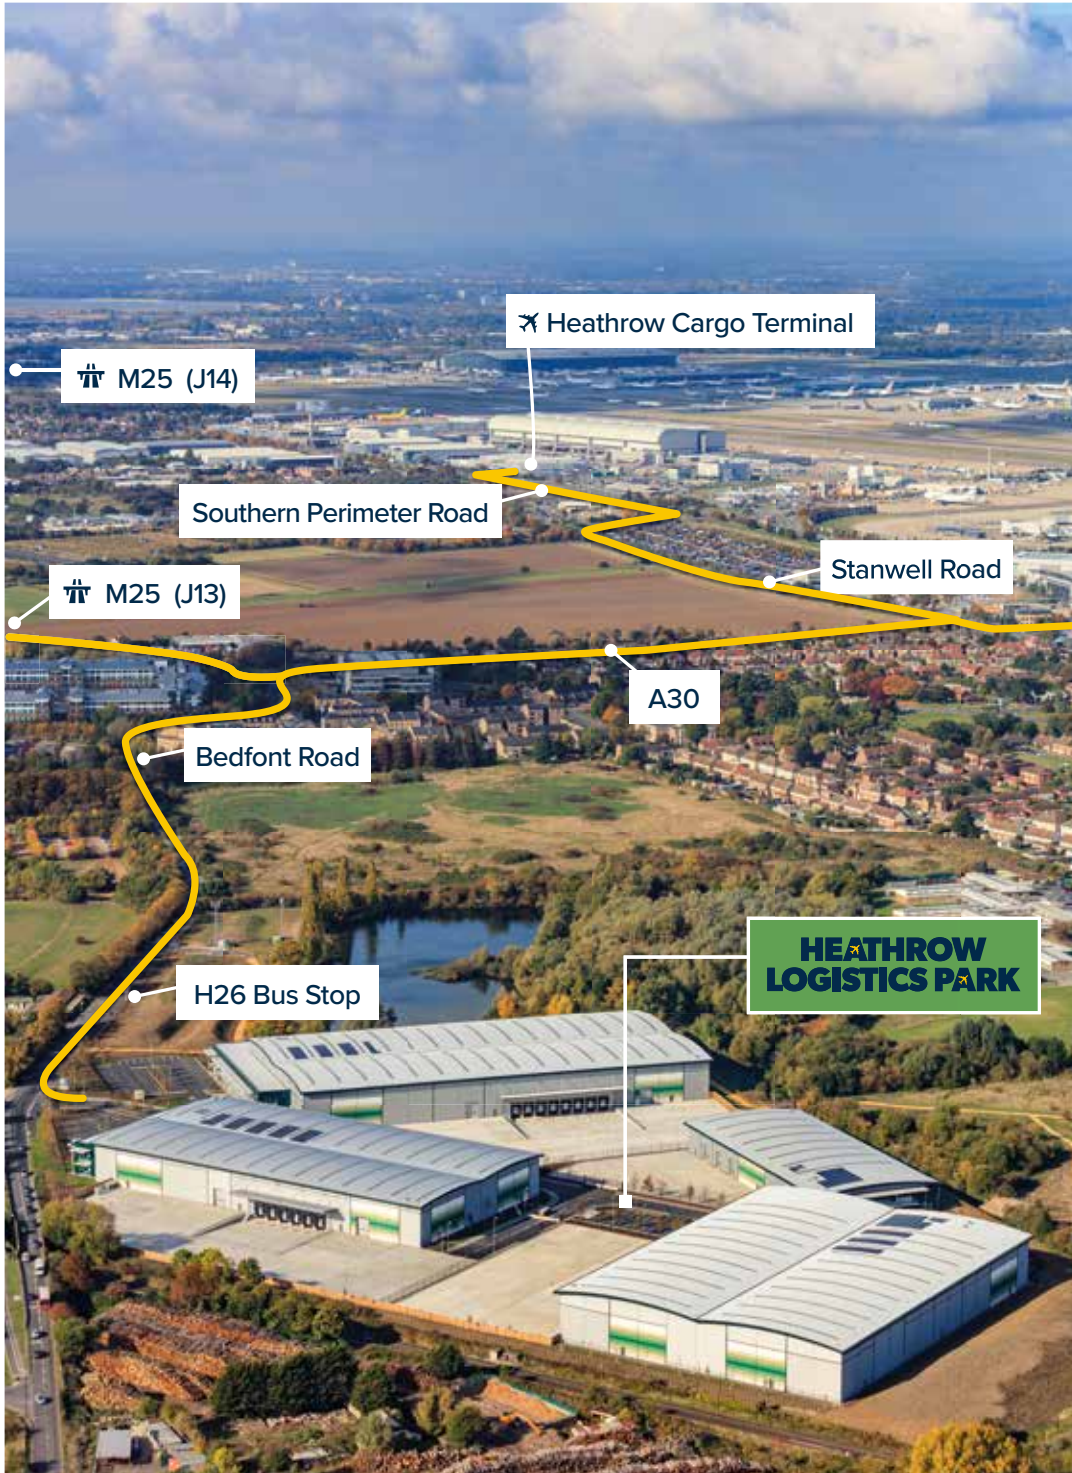 Heathrow Cargo Terminal
M25 (J14)
Southern Perimeter Road
Stanwell Road
M25 (J13)
A30
Bedfont Road
HEATHROW
LOGISTICS PARK
H26 Bus Stop